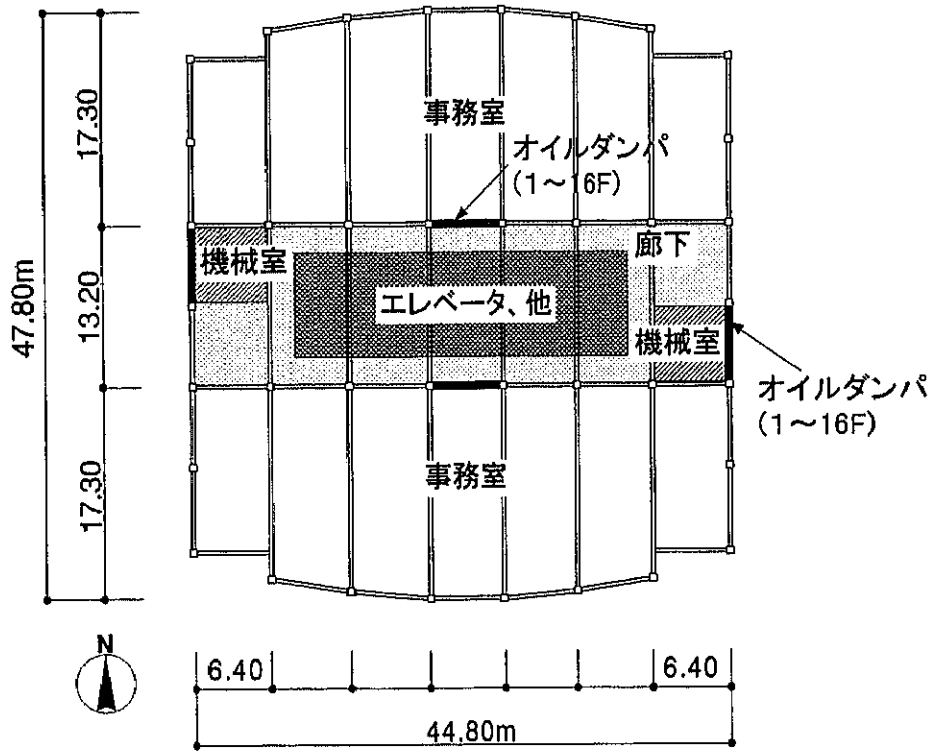 事務室
オイルダンパ
(1～16F)
廊下
機械室
エレベータ、他
機械室
オイルダンパ
(1～16F)
事務室
17.30
13.20
17.30
47.80m
N
6.40
6.40
44.80m